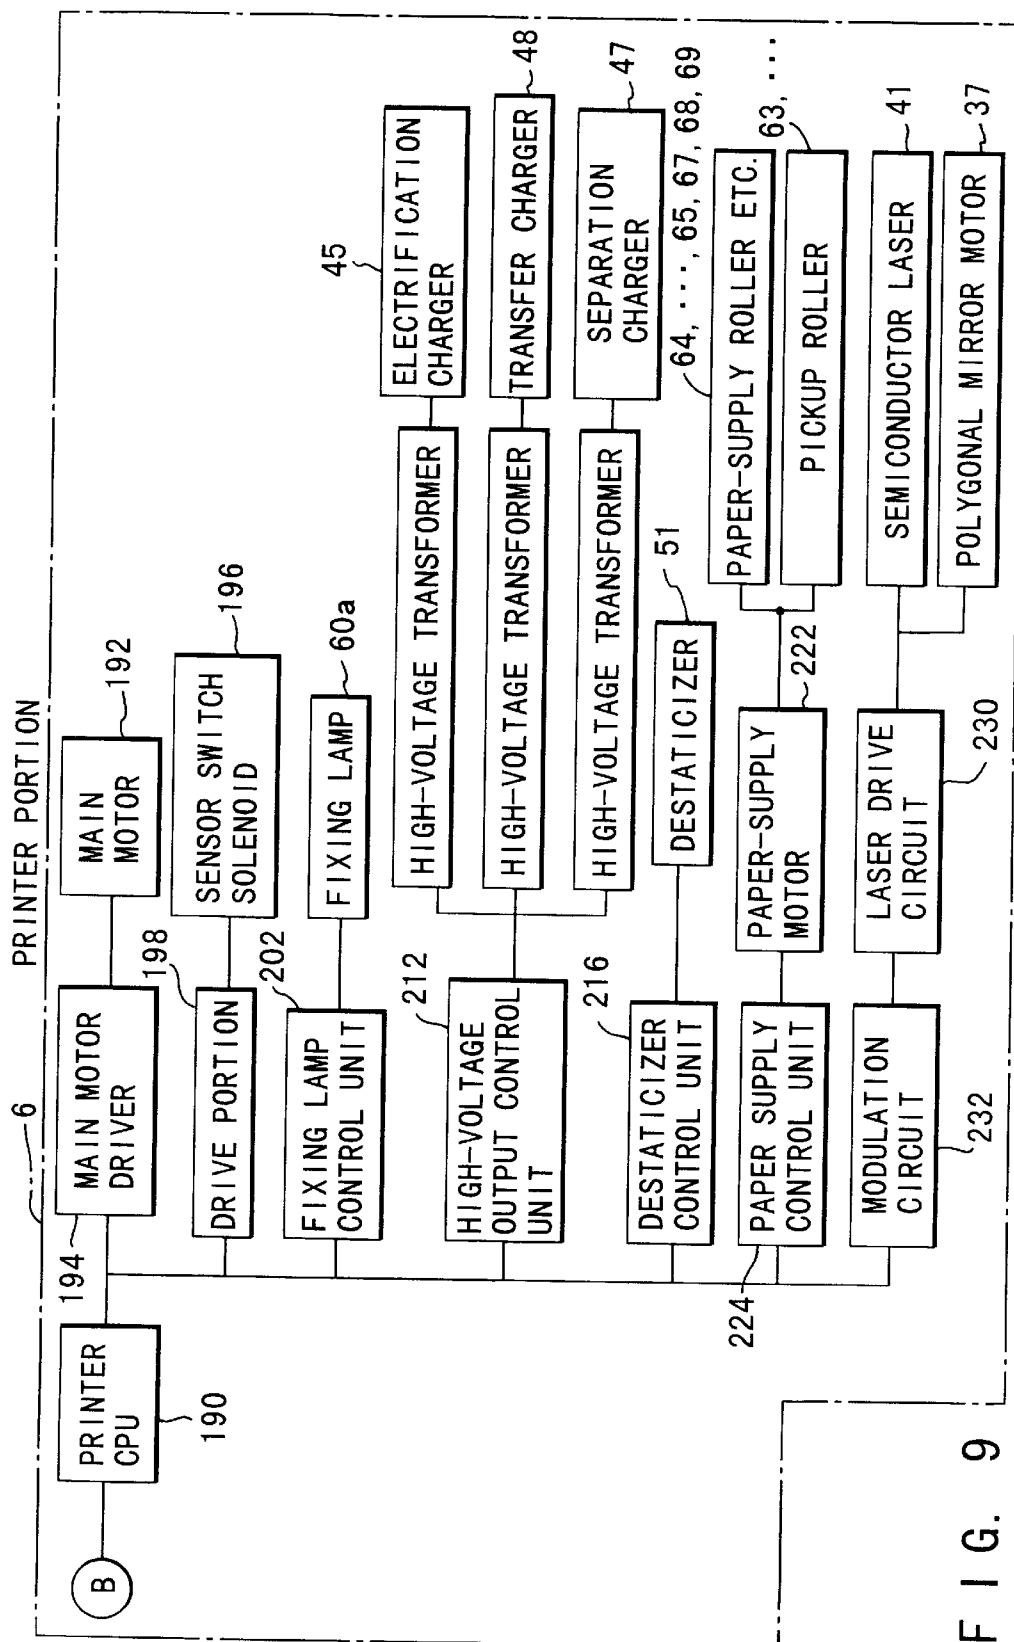 PRINTER PORTION
6
B
PRINTER
CPU
190
194
MAIN MOTOR
DRIVER
MAIN
MOTOR
192
198
DRIVE PORTION
SENSOR SWITCH
SOLENOID
196
202
FIXING LAMP
CONTROL UNIT
FIXING LAMP
60a
212
HIGH-VOLTAGE
OUTPUT CONTROL
UNIT
HIGH-VOLTAGE TRANSFORMER
45
ELECTRIFICATION
CHARGER
HIGH-VOLTAGE TRANSFORMER
TRANSFER CHARGER
48
HIGH-VOLTAGE TRANSFORMER
SEPARATION
CHARGER
47
216
DESTATICIZER
CONTROL UNIT
DESTATICIZER
51
224
PAPER SUPPLY
CONTROL UNIT
PAPER-SUPPLY
MOTOR
222
64, ···, 65, 67, 68, 69
PAPER-SUPPLY ROLLER ETC.
PICKUP ROLLER
63, ···
MODULATION
CIRCUIT
232
LASER DRIVE
CIRCUIT
230
SEMICONDUCTOR LASER
41
POLYGONAL MIRROR MOTOR
37
FIG. 9